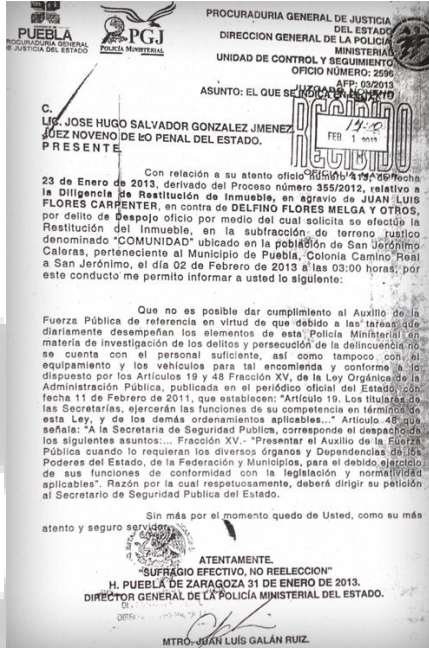 PUEBLA
PROCURADURÍA GENERAL
DE JUSTICIA DEL ESTADO
PGJ
POLICÍA MINISTERIAL
PROCURADURIA GENERAL DE JUSTICIA
DEL ESTADO
DIRECCION GENERAL DE LA POLICÍA
MINISTERIAL
UNIDAD DE CONTROL Y SEGUIMIENTO
OFICIO NÚMERO: 2596
AFP: 03/2013
ASUNTO: EL QUE SE INDICA
JUZGADO NOVENO
RECIBIDO
14:10
FEB 1 2013
C.
LIC. JOSE HUGO SALVADOR GONZALEZ JMENEZ
JUEZ NOVENO DE LO PENAL DEL ESTADO.
P R E S E N T E.
Con relación a su atento oficio número 413, de fecha
23 de Enero de 2013, derivado del Proceso número 355/2012, relativo a
la Diligencia de Restitución de Inmueble, en agravio de JUAN LUIS
FLORES CARPENTER, en contra de DELFINO FLORES MELGA Y OTROS,
por delito de Despojo oficio por medio del cual solicita se efectúe la
Restitución del Inmueble, en la subfracción de terreno rustico
denominado "COMUNIDAD" ubicado en la población de San Jerónimo
Caleras, perteneciente al Municipio de Puebla, Colonia Camino Real
a San Jerónimo, el día 02 de Febrero de 2013 a las 03:00 horas; por
este conducto me permito informar a usted lo siguiente:
Que no es posible dar cumplimiento al Auxilio de la
Fuerza Pública de referencia en virtud de que debido a las tareas que
diariamente desempeñan los elementos de esta Policía Ministerial en
materia de investigación de los delitos y persecución de la delincuencia no
se cuenta con el personal suficiente, así como tampoco con el
equipamiento y los vehículos para tal encomienda y conforme a lo
dispuesto por los Artículos 19 y 48 Fracción XV, de la Ley Orgánica de la
Administración Pública, publicada en el periódico oficial del Estado, con
fecha 11 de Febrero de 2011, que establecen: "Artículo 19. Los titulares de
las Secretarías, ejercerán las funciones de su competencia en términos de
esta Ley, y de los demás ordenamientos aplicables..." Artículo 48 que
señala: "A la Secretaria de Seguridad Publica, corresponde el despacho de
los siguientes asuntos:... Fracción XV.- "Presentar el Auxilio de la Fuerza
Pública cuando lo requieran los diversos órganos y Dependencias de los
Poderes del Estado, de la Federación y Municipios, para el debido ejercicio
de sus funciones de conformidad con la legislación y normatividad
aplicables". Razón por la cual respetuosamente, deberá dirigir su petición
al Secretario de Seguridad Publica del Estado.
Sin más por el momento quedo de Usted, como su más
atento y seguro servidor.
ATENTAMENTE.
"SUFRAGIO EFECTIVO, NO REELECCION"
H. PUEBLA DE ZARAGOZA 31 DE ENERO DE 2013.
DIRECTOR GENERAL DE LA POLICÍA MINISTERIAL DEL ESTADO.
MTRO. JUAN LUÍS GALÁN RUIZ.